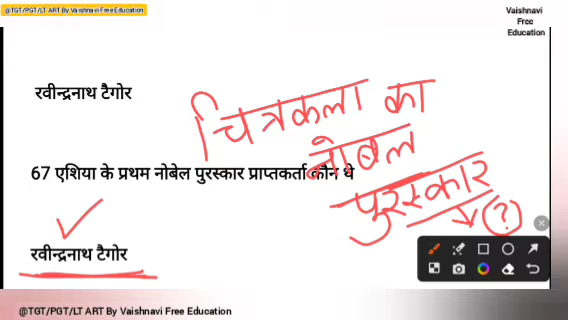 @TGT/PGT/LT ART By Vaishnavi Free Education
Vaishnavi
Free
Education
रवीन्द्रनाथ टैगोर
चित्रकला का
नोबल
पुरस्कार
(?)
67 एशिया के प्रथम नोबेल पुरस्कार प्राप्तकर्ता कौन थे
रवीन्द्रनाथ टैगोर
@TGT/PGT/LT ART By Vaishnavi Free Education